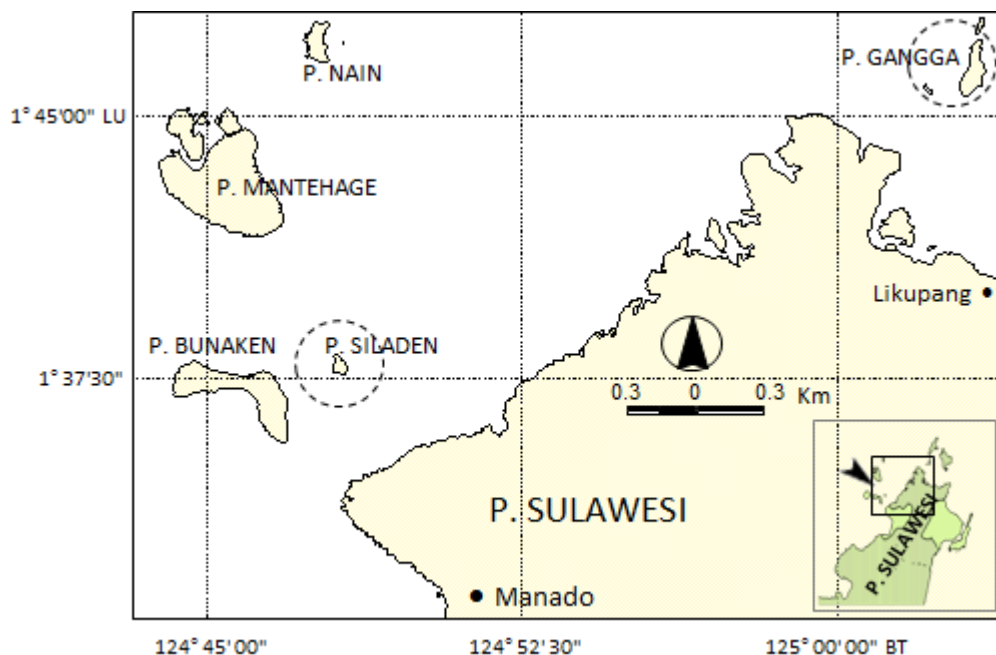 P. NAIN
P. GANGGA
1°45'00" LU
P. MANTEHAGE
Likupang
P. BUNAKEN
P. SILADEN
1°37'30"
0.3 0 0.3 Km
P. SULAWESI
P. SULAWESI
Manado
124°45'00"
124°52'30"
125°00'00" BT